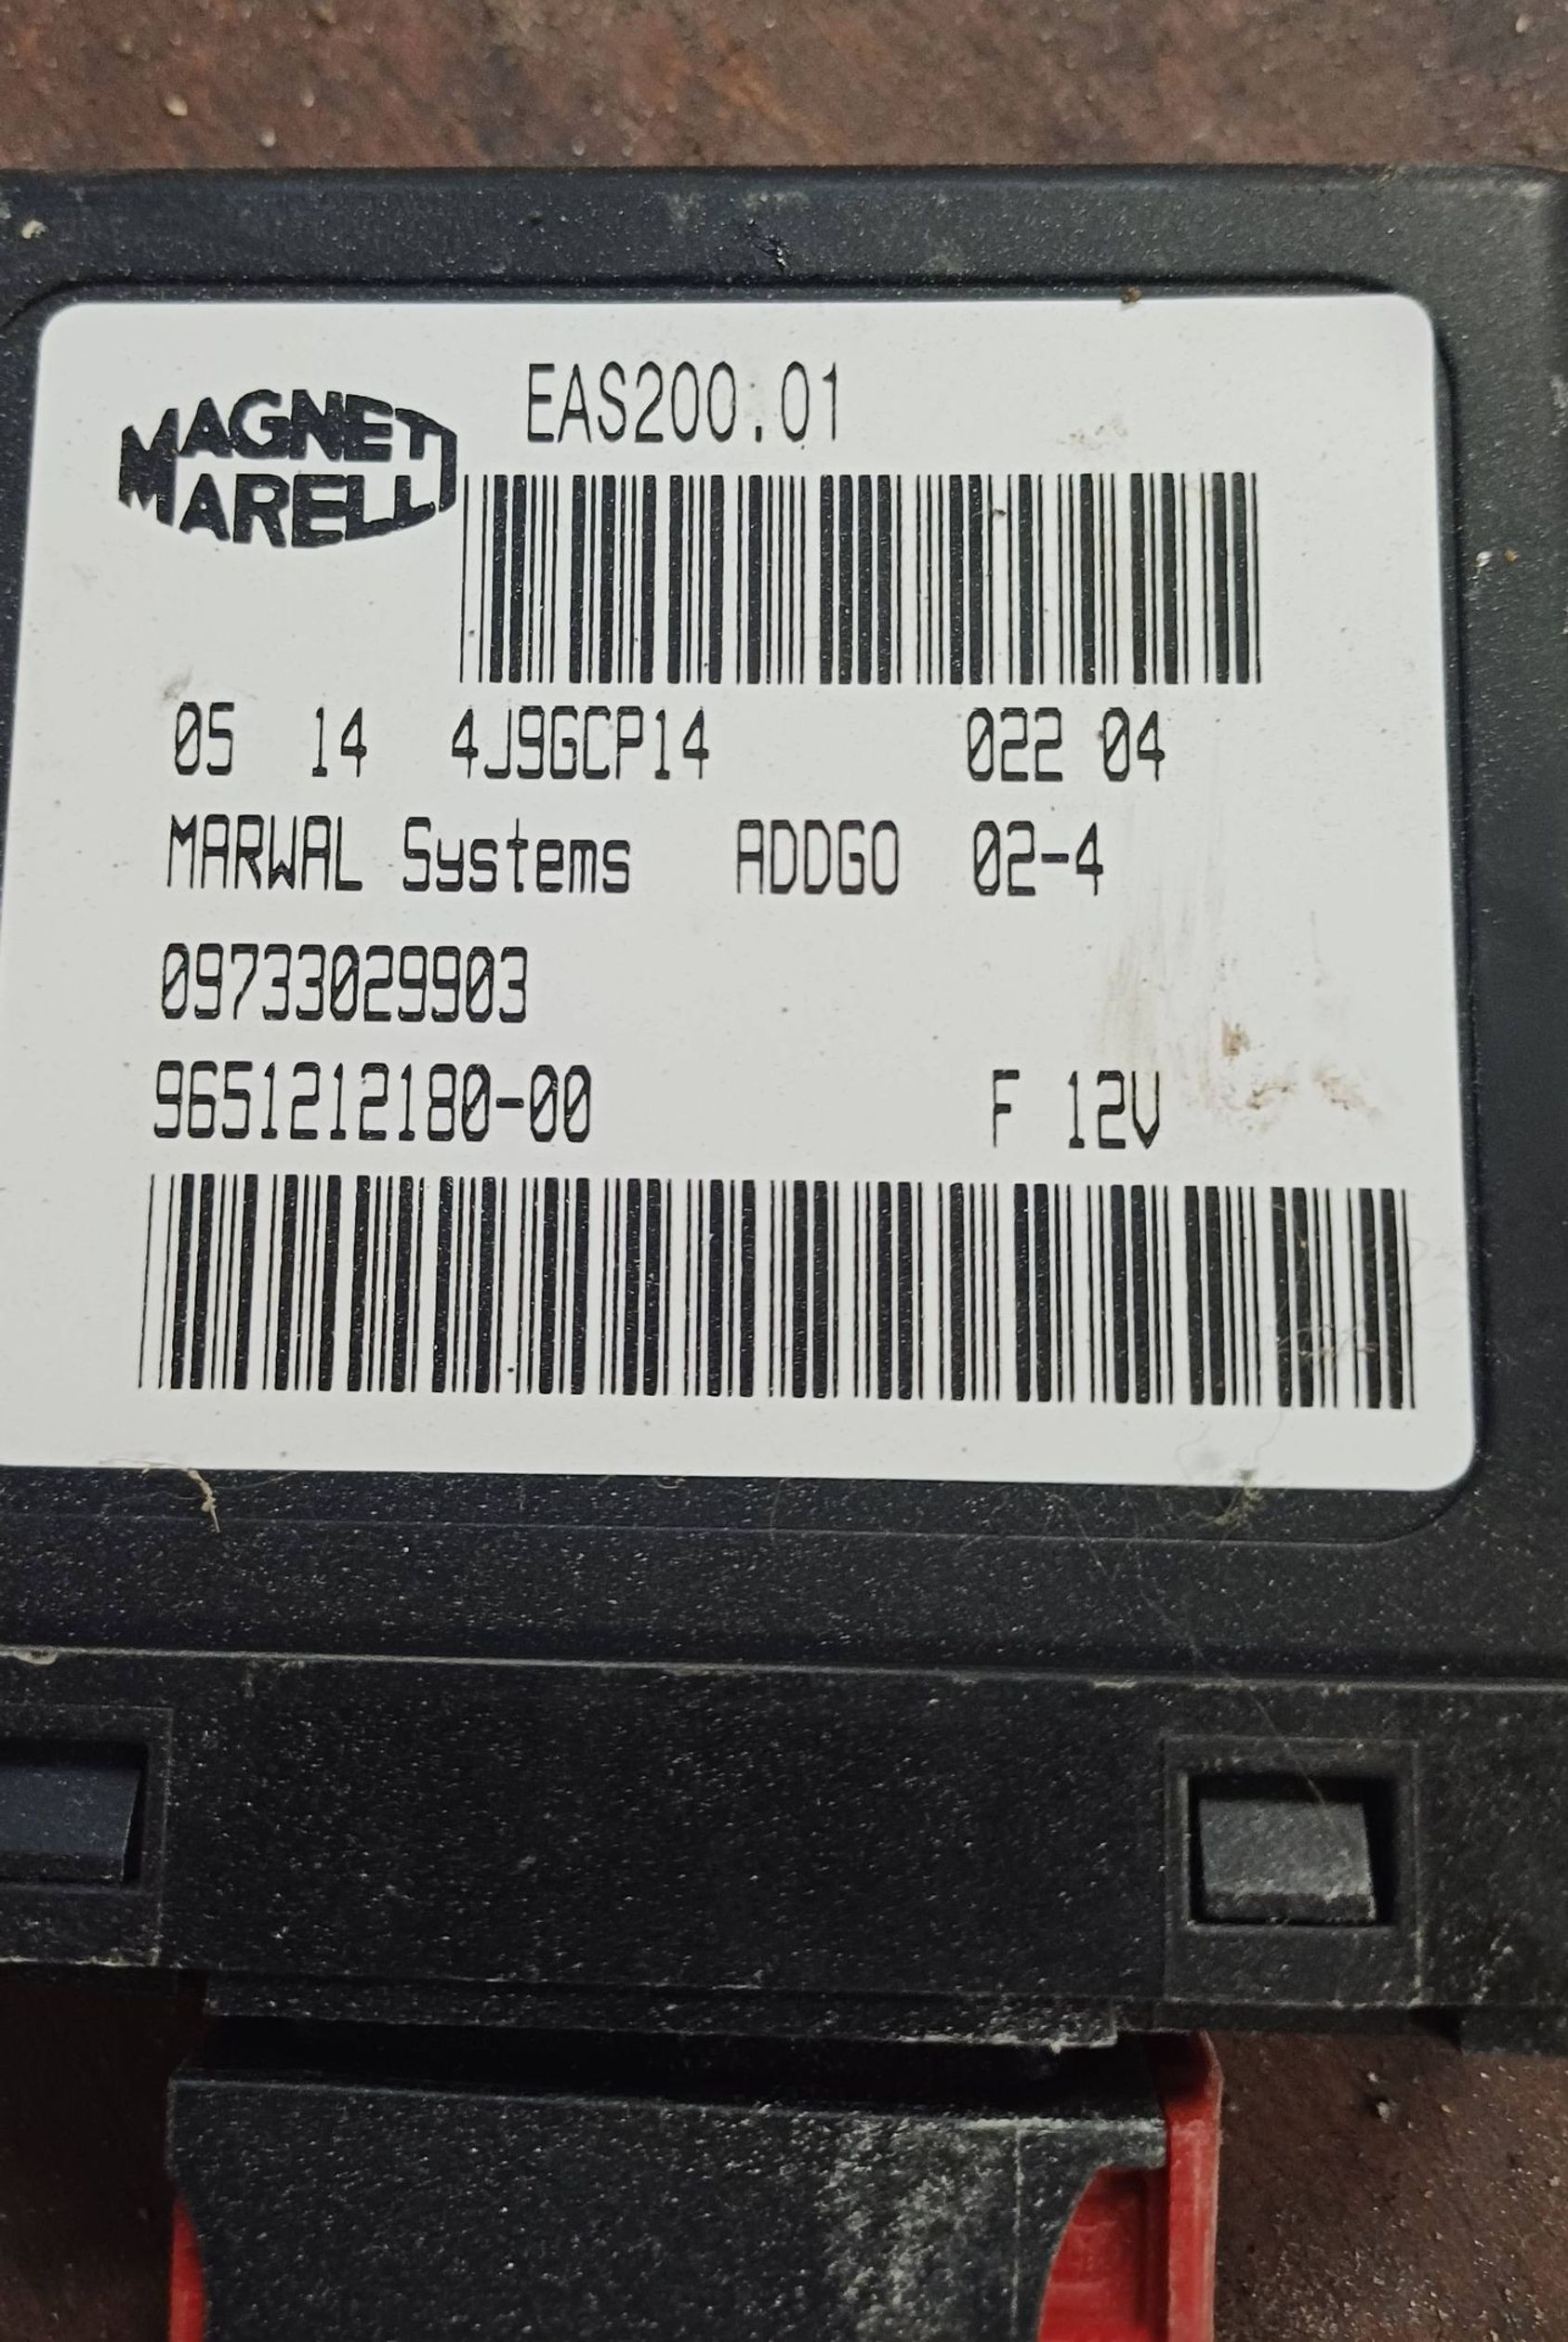 MAGNETI
MARELLI
EAS200.01
05 14 4J9GCP14 022 04
MARWAL Systems ADDGO 02-4
09733029903
9651212180-00 F 12V